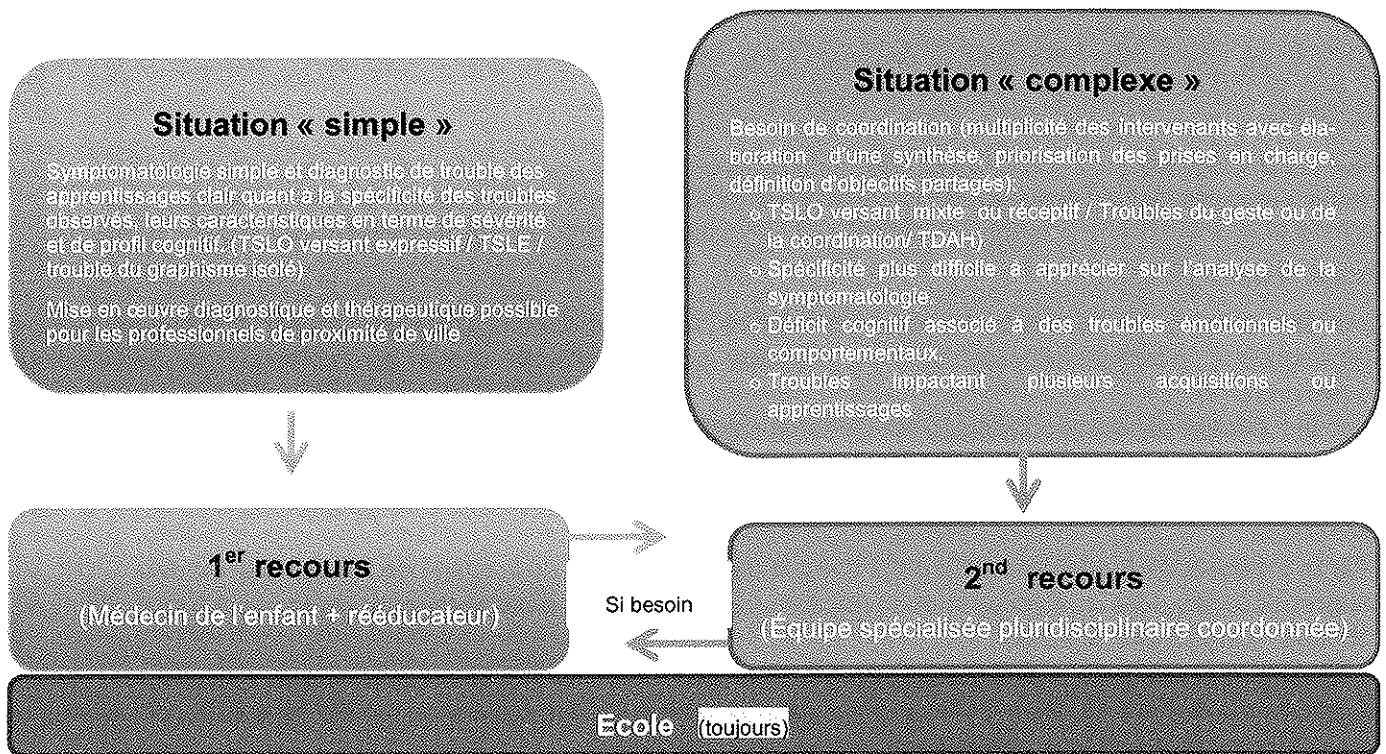 Situation « simple »
Symptomatologie simple et diagnostic de trouble des
apprentissages clair quant à la spécificité des troubles
observés, leurs caractéristiques en terme de sévérité
et de profil cognitif. (TSLO versant expressif / TSLE /
trouble du graphisme isolé)
Mise en œuvre diagnostique et thérapeutique possible
pour les professionnels de proximité de ville
Situation « complexe »
Besoin de coordination (multiplicité des intervenants avec éla-
boration d'une synthèse, priorisation des prises en charge,
définition d'objectifs partagés)
o TSLO versant mixte ou réceptif / Troubles du geste ou de
la coordination/ TDAH)
o Spécificité plus difficile a apprécier sur l'analyse de la
symptomatologie.
o Déficit cognitif associé à des troubles émotionnels ou
comportementaux.
o Troubles impactant plusieurs acquisitions ou
apprentissages
1er recours
(Médecin de l'enfant + rééducateur)
Si besoin
2nd recours
(Equipe spécialisée pluridisciplinaire coordonnée)
Ecole (toujours)